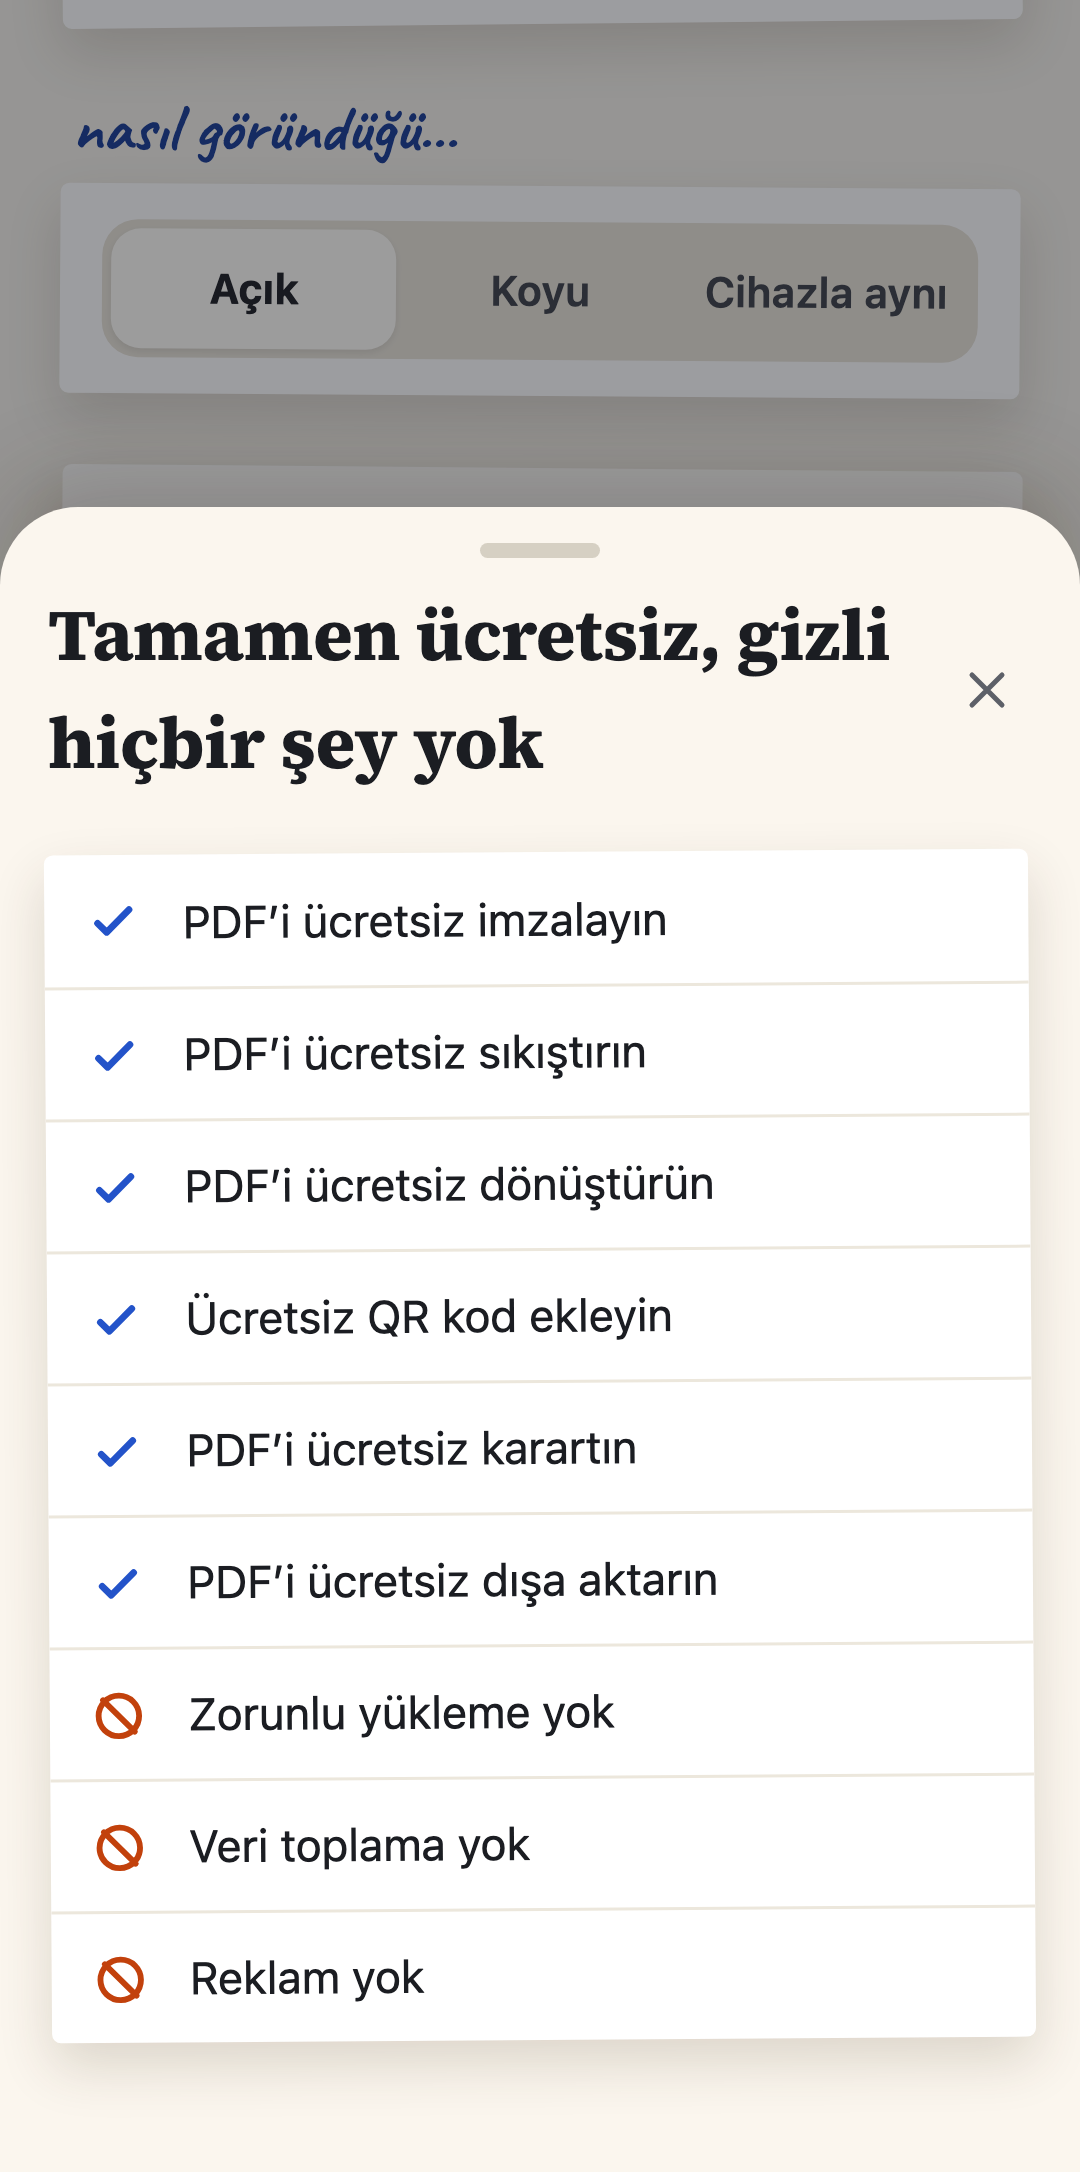 nasıl göründüğü...
Açık
Koyu
Cihazla aynı
Tamamen ücretsiz, gizli
hiçbir şey yok
PDF’i ücretsiz imzalayın
PDF’i ücretsiz sıkıştırın
PDF’i ücretsiz dönüştürün
Ücretsiz QR kod ekleyin
PDF’i ücretsiz karartın
PDF’i ücretsiz dışa aktarın
Zorunlu yükleme yok
Veri toplama yok
Reklam yok